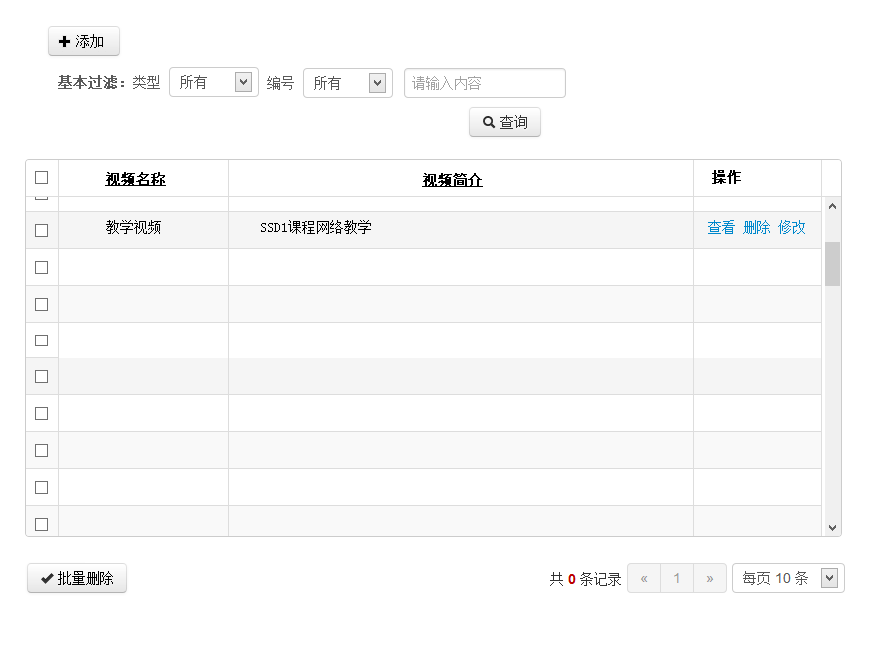 添加
基本过滤：类型 所有 编号 所有 请输入内容
查询
视频名称 视频简介 操作
教学视频 SSD1课程网络教学 查看 删除 修改
批量删除 共 0 条记录 « 1 » 每页 10 条